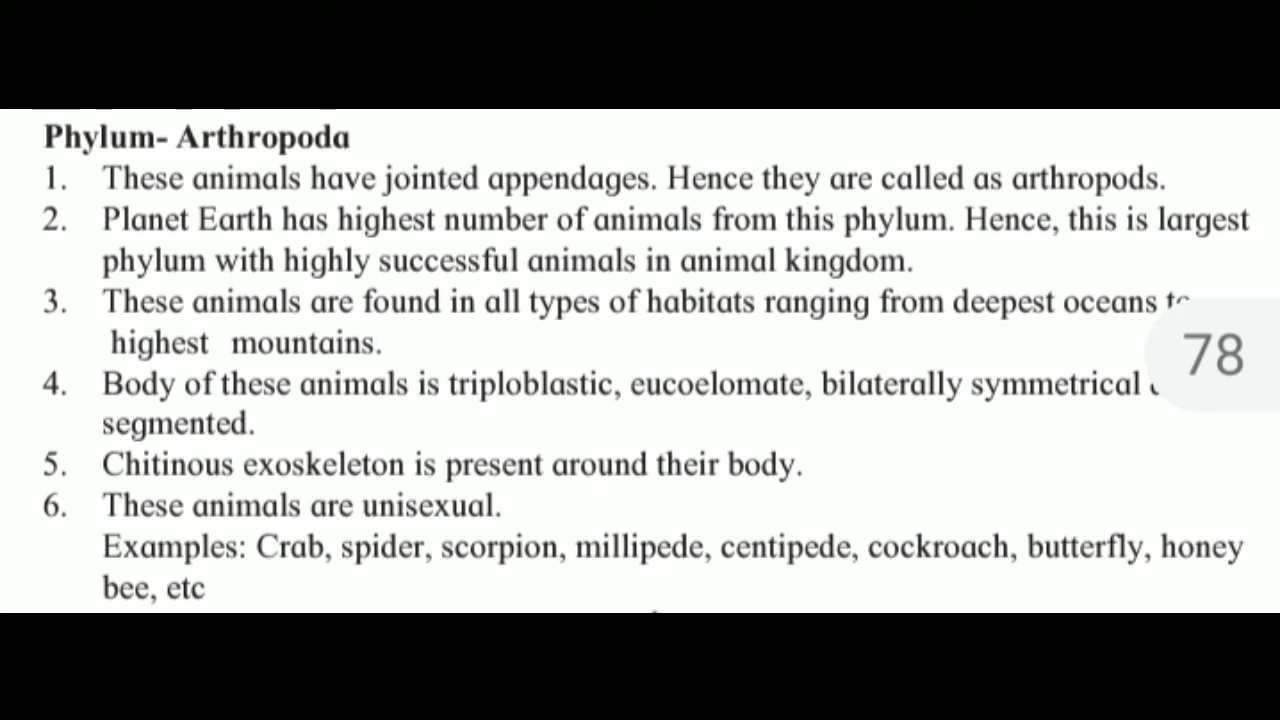 Phylum- Arthropoda
1. These animals have jointed appendages. Hence they are called as arthropods.
2. Planet Earth has highest number of animals from this phylum. Hence, this is largest
phylum with highly successful animals in animal kingdom.
3. These animals are found in all types of habitats ranging from deepest oceans to
highest mountains.
78
4. Body of these animals is triploblastic, eucoelomate, bilaterally symmetrical
segmented.
5. Chitinous exoskeleton is present around their body.
6. These animals are unisexual.
Examples: Crab, spider, scorpion, millipede, centipede, cockroach, butterfly, honey
bee, etc